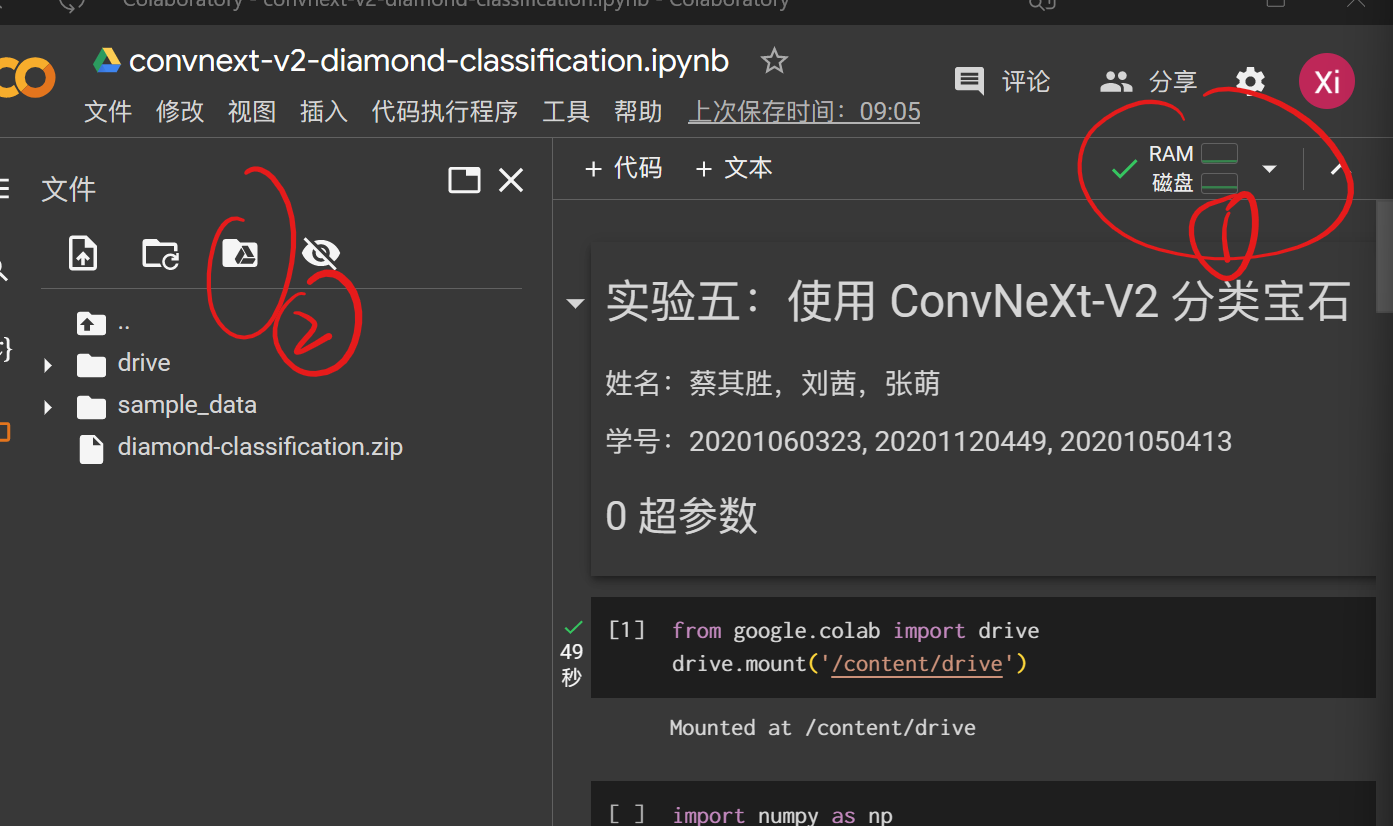 Colaboratory - convnext-v2-diamond-classification.ipynb - Colaboratory
convnext-v2-diamond-classification.ipynb
评论
分享
Xi
文件 修改 视图 插入 代码执行程序 工具 帮助 上次保存时间：09:05
文件
+ 代码 + 文本
RAM
磁盘
1
2
..
drive
sample_data
diamond-classification.zip
实验五：使用 ConvNeXt-V2 分类宝石
姓名：蔡其胜，刘茜，张萌
学号：20201060323, 20201120449, 20201050413
0 超参数
49
秒
[1] from google.colab import drive
drive.mount('/content/drive')
Mounted at /content/drive
[ ] import numpy as np